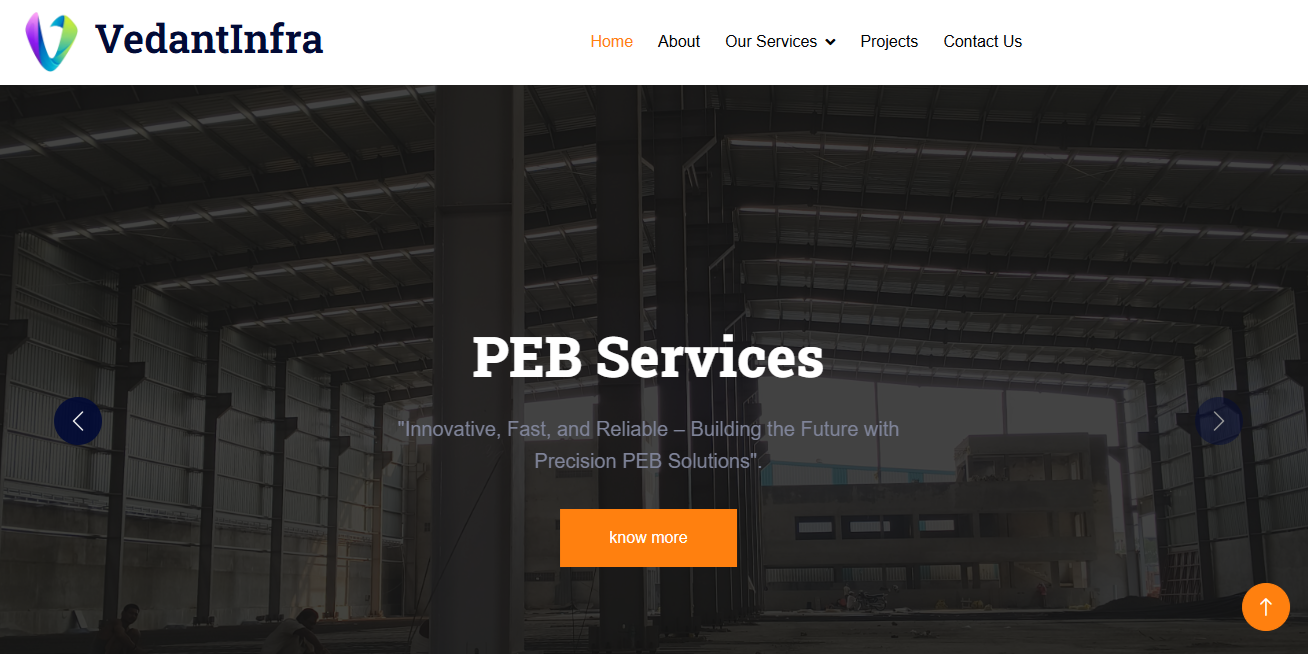 VedantInfra
Home About Our Services Projects Contact Us
PEB Services
"Innovative, Fast, and Reliable – Building the Future with
Precision PEB Solutions".
know more